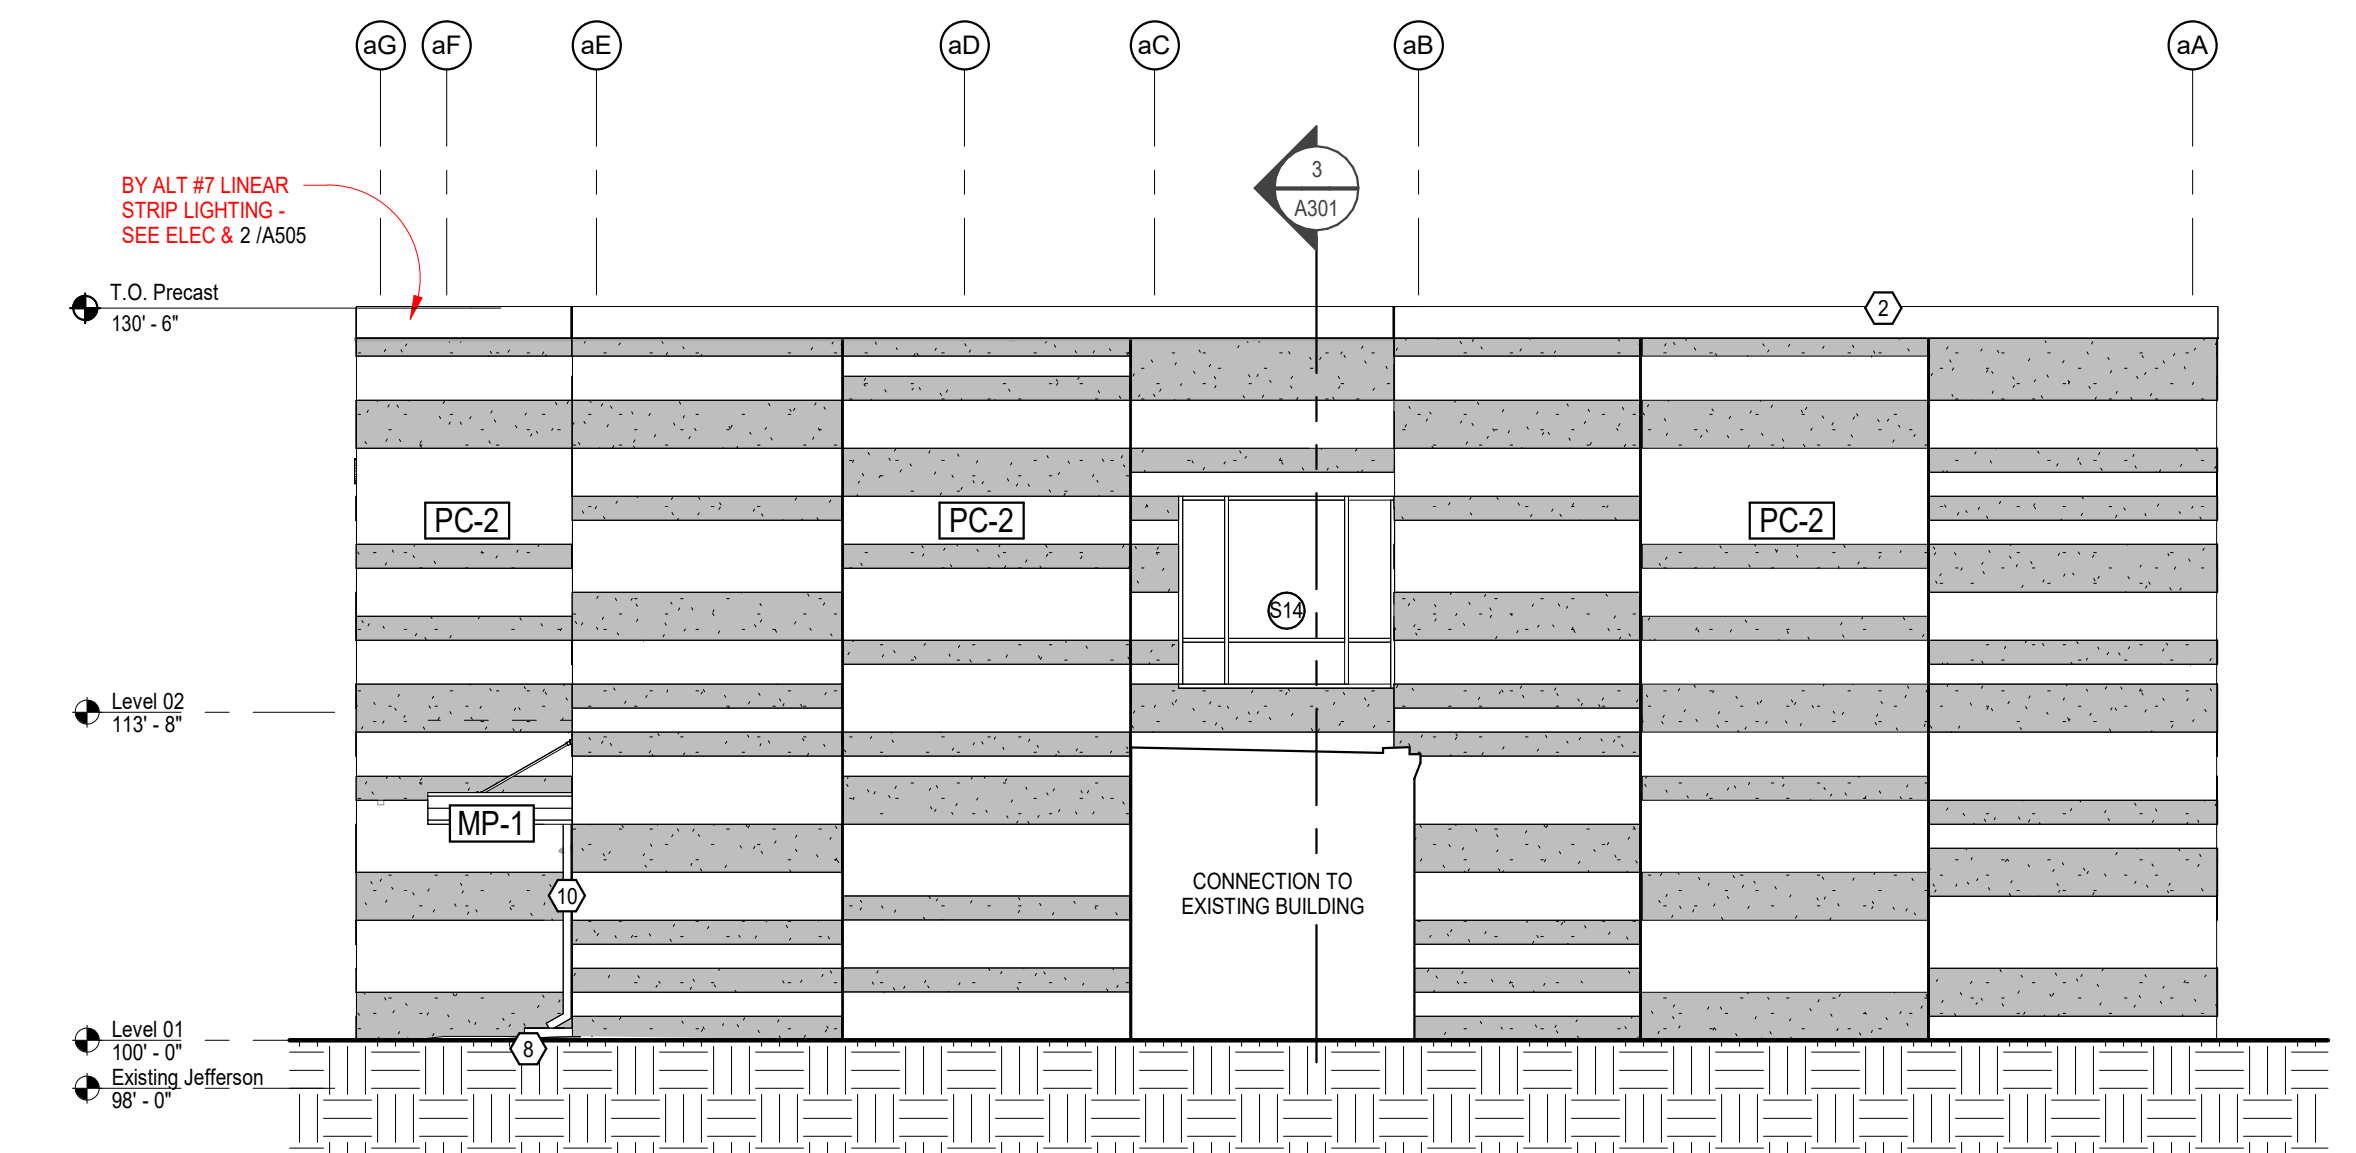 aG aF aE aD aC aB aA
3
A301
BY ALT #7 LINEAR
STRIP LIGHTING -
SEE ELEC & 2 /A505
T.O. Precast
130' - 6"
2
PC-2 PC-2 PC-2
S14
Level 02
113' - 8"
MP-1
10
CONNECTION TO
EXISTING BUILDING
Level 01
100' - 0"
8
Existing Jefferson
98' - 0"